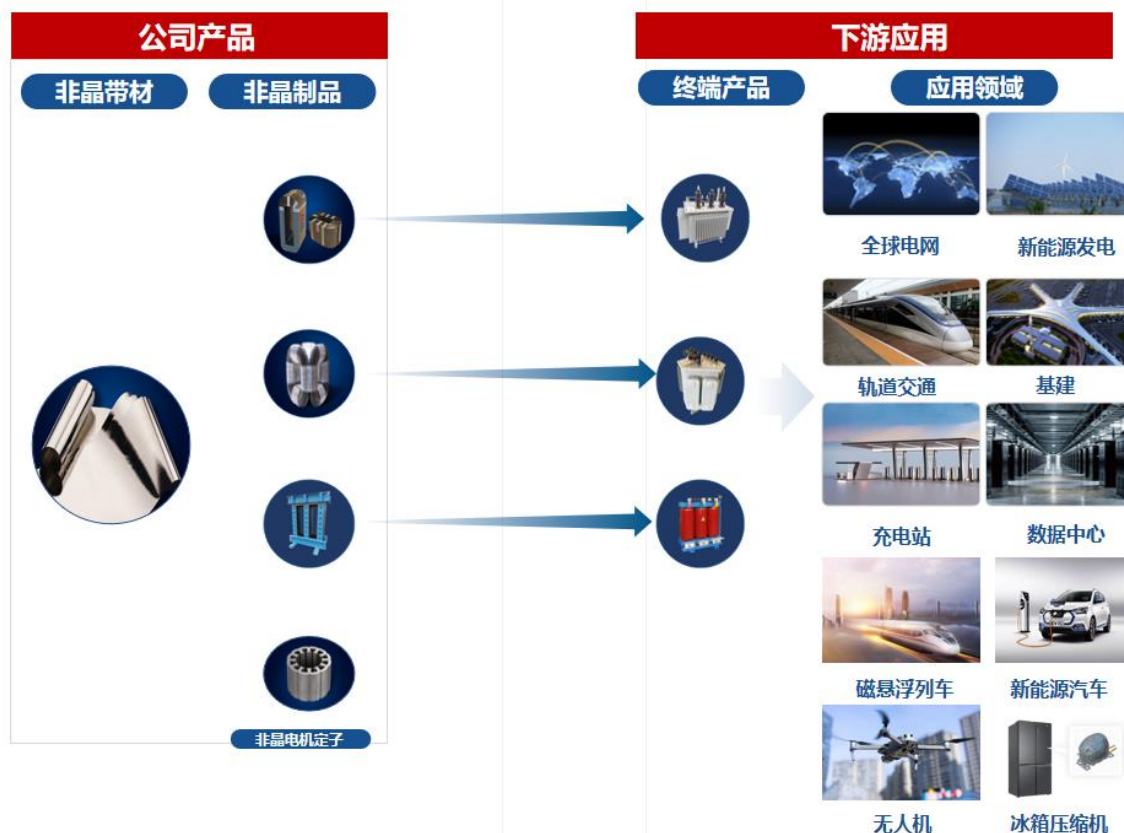 公司产品
下游应用
非晶带材
非晶制品
终端产品
应用领域
全球电网
新能源发电
轨道交通
基建
充电站
数据中心
磁悬浮列车
新能源汽车
非晶电机定子
无人机
冰箱压缩机